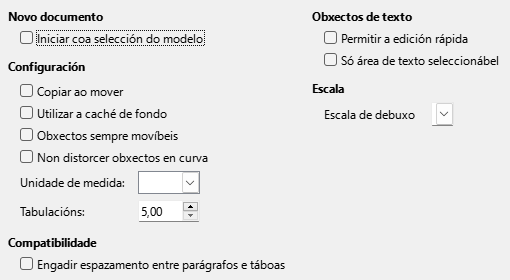 Novo documento
Iniciar coa selección do modelo
Configuración
Copiar ao mover
Utilizar a caché de fondo
Obxectos sempre movíbeis
Non distorcer obxectos en curva
Unidade de medida:
Tabulacións: 5,00
Compatibilidade
Engadir espazamento entre parágrafos e táboas
Obxectos de texto
Permitir a edición rápida
Só área de texto seleccionábel
Escala
Escala de debuxo